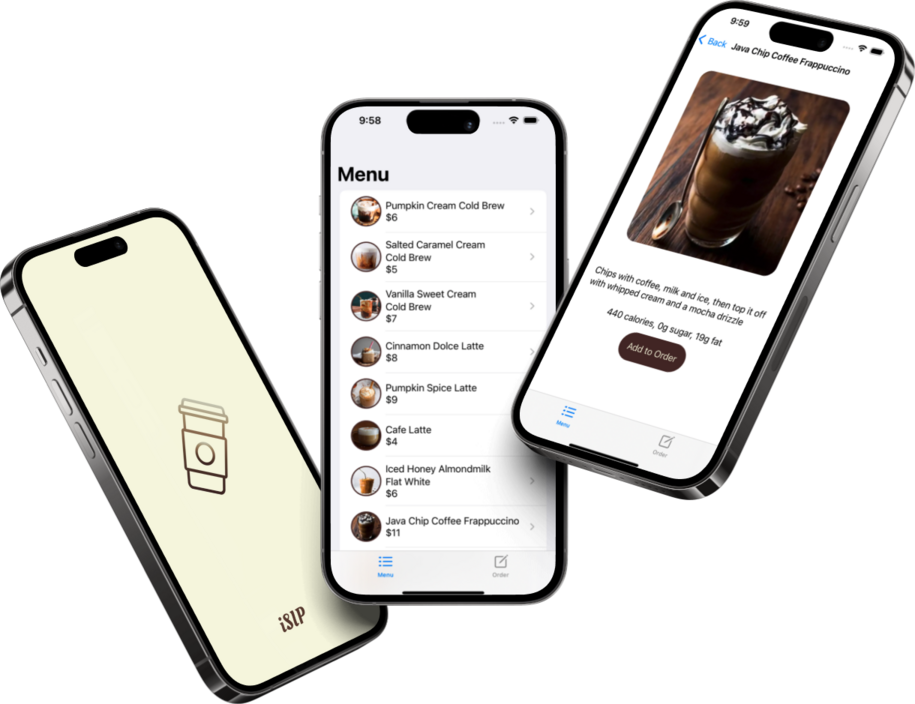 iSIP
9:58
Menu
Pumpkin Cream Cold Brew
$6
Salted Caramel Cream
Cold Brew
$5
Vanilla Sweet Cream
Cold Brew
$7
Cinnamon Dolce Latte
$8
Pumpkin Spice Latte
$9
Cafe Latte
$4
Iced Honey Almondmilk
Flat White
$6
Java Chip Coffee Frappuccino
$11
Menu
Order
9:59
Back
Java Chip Coffee Frappuccino
Chips with coffee, milk and ice, then top it off
with whipped cream and a mocha drizzle
440 calories, 0g sugar, 19g fat
Add to Order
Menu
Order